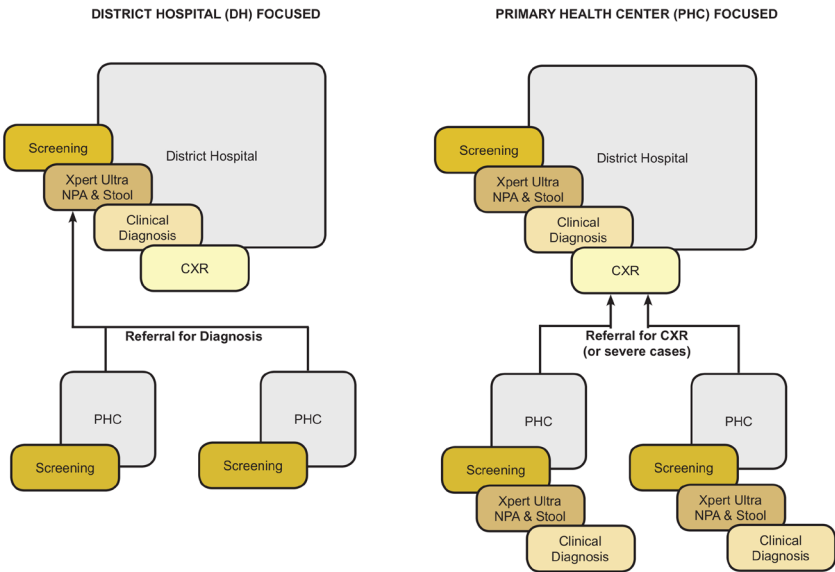 DISTRICT HOSPITAL (DH) FOCUSED
District Hospital
Screening
Xpert Ultra
NPA & Stool
Clinical
Diagnosis
CXR
Referral for Diagnosis
PHC
Screening
PHC
Screening
PRIMARY HEALTH CENTER (PHC) FOCUSED
District Hospital
Screening
Xpert Ultra
NPA & Stool
Clinical
Diagnosis
CXR
Referral for CXR
(or severe cases)
PHC
Screening
Xpert Ultra
NPA & Stool
Clinical
Diagnosis
PHC
Screening
Xpert Ultra
NPA & Stool
Clinical
Diagnosis